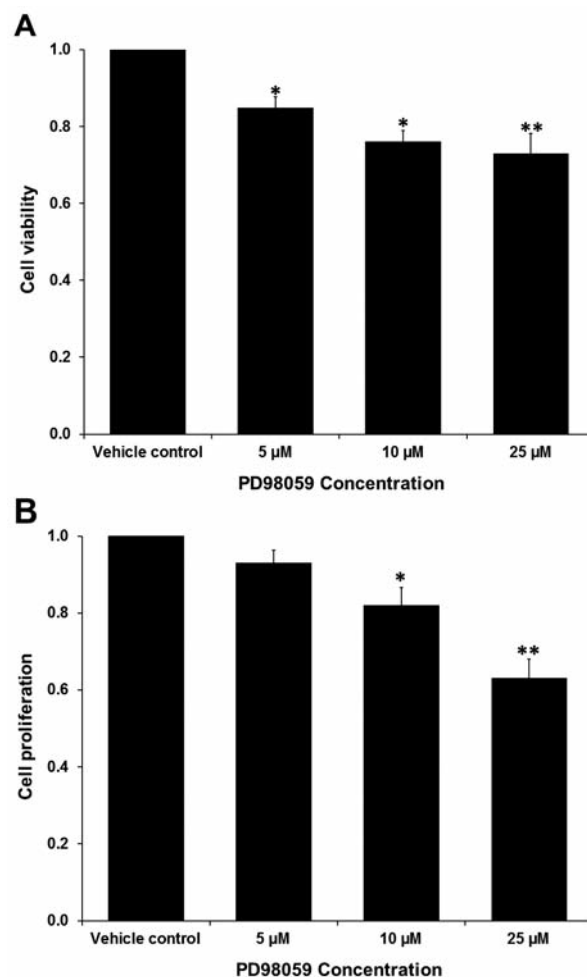 A
1.0
0.8
0.6
0.4
0.2
0.0
Cell viability
*
*
**
Vehicle control 5 µM 10 µM 25 µM
PD98059 Concentration
B
1.0
0.8
0.6
0.4
0.2
0.0
Cell proliferation
*
**
Vehicle control 5 µM 10 µM 25 µM
PD98059 Concentration